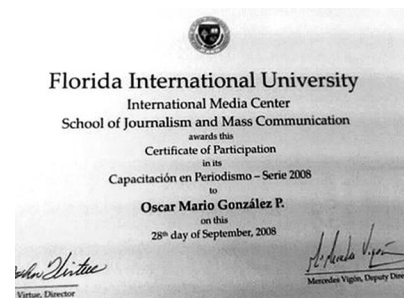 Florida International University
International Media Center
School of Journalism and Mass Communication
awards this
Certificate of Participation
in its
Capacitación en Periodismo – Serie 2008
to
Oscar Mario González P.
on this
28th day of September, 2008
Virtue, Director
Mercedes Vigón, Deputy Dire